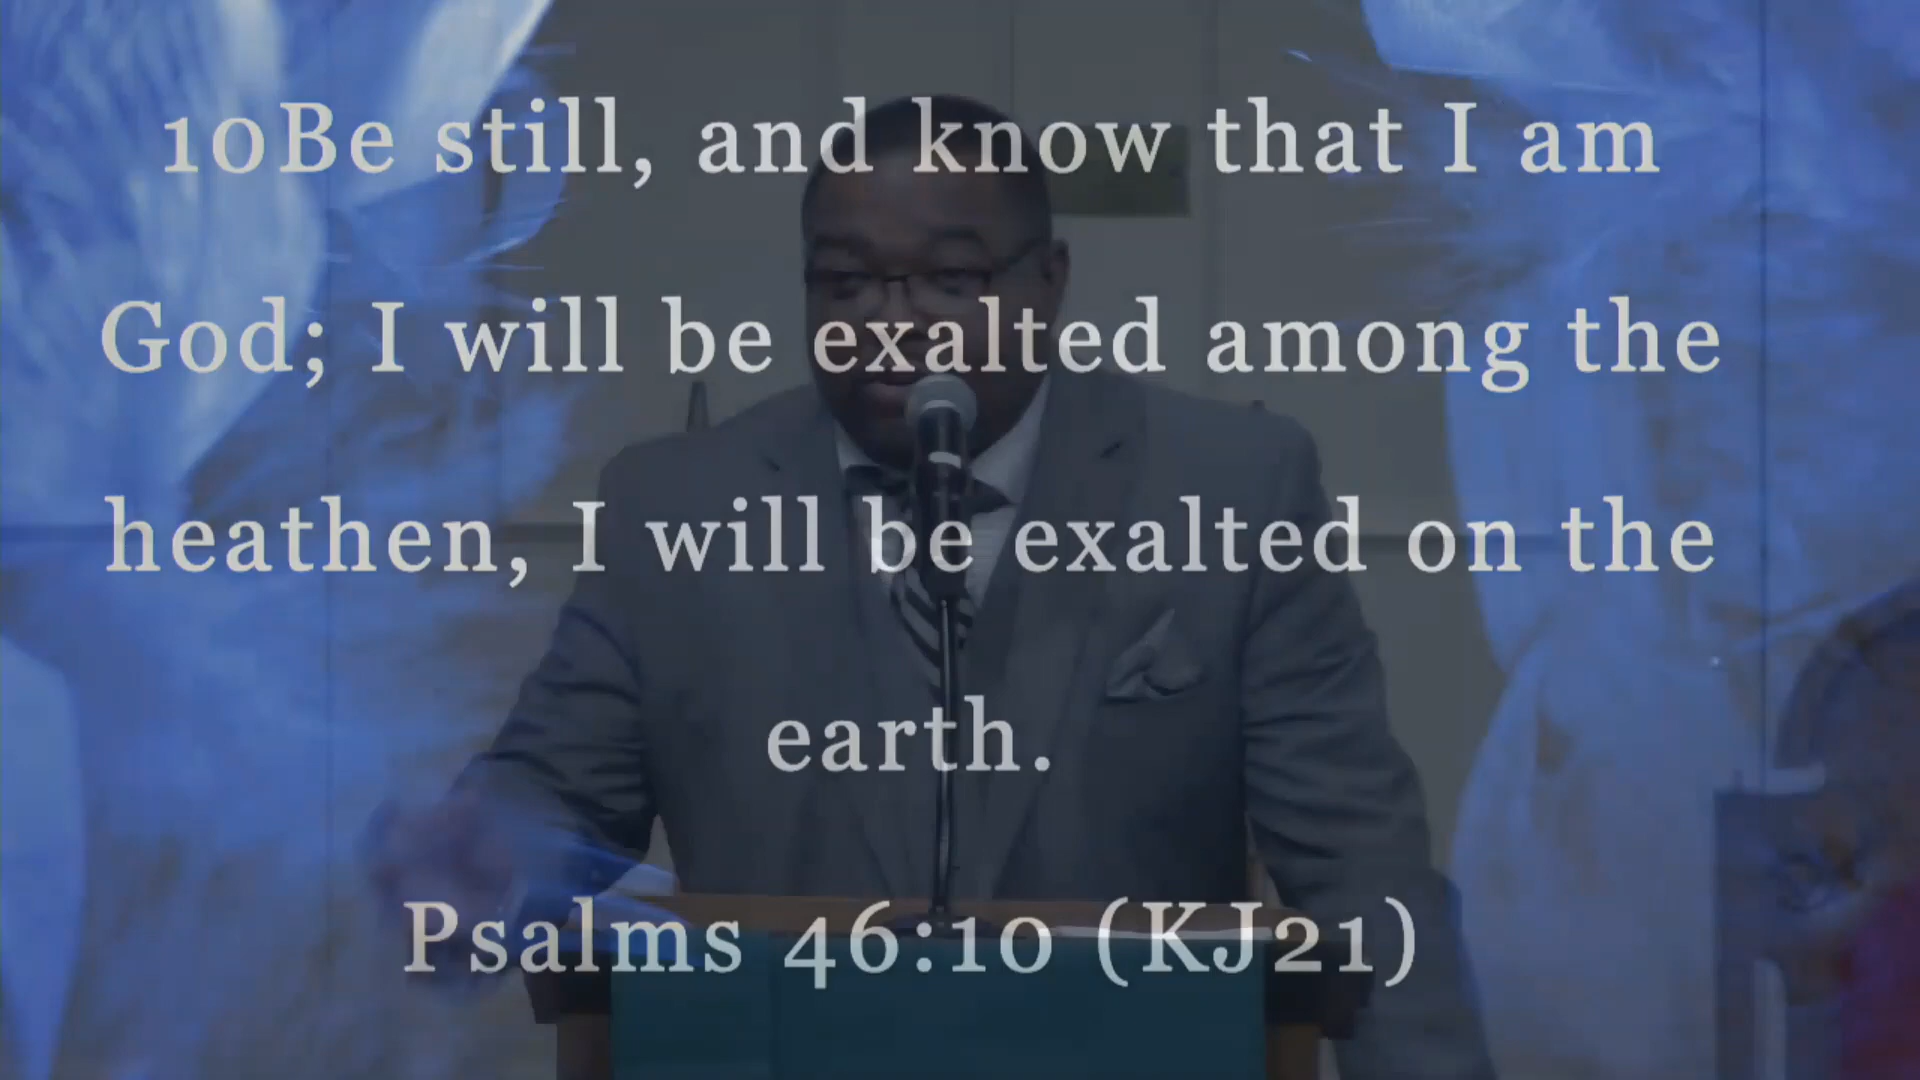 10Be still, and know that I am
God; I will be exalted among the
heathen, I will be exalted on the
earth.
Psalms 46:10 (KJ21)